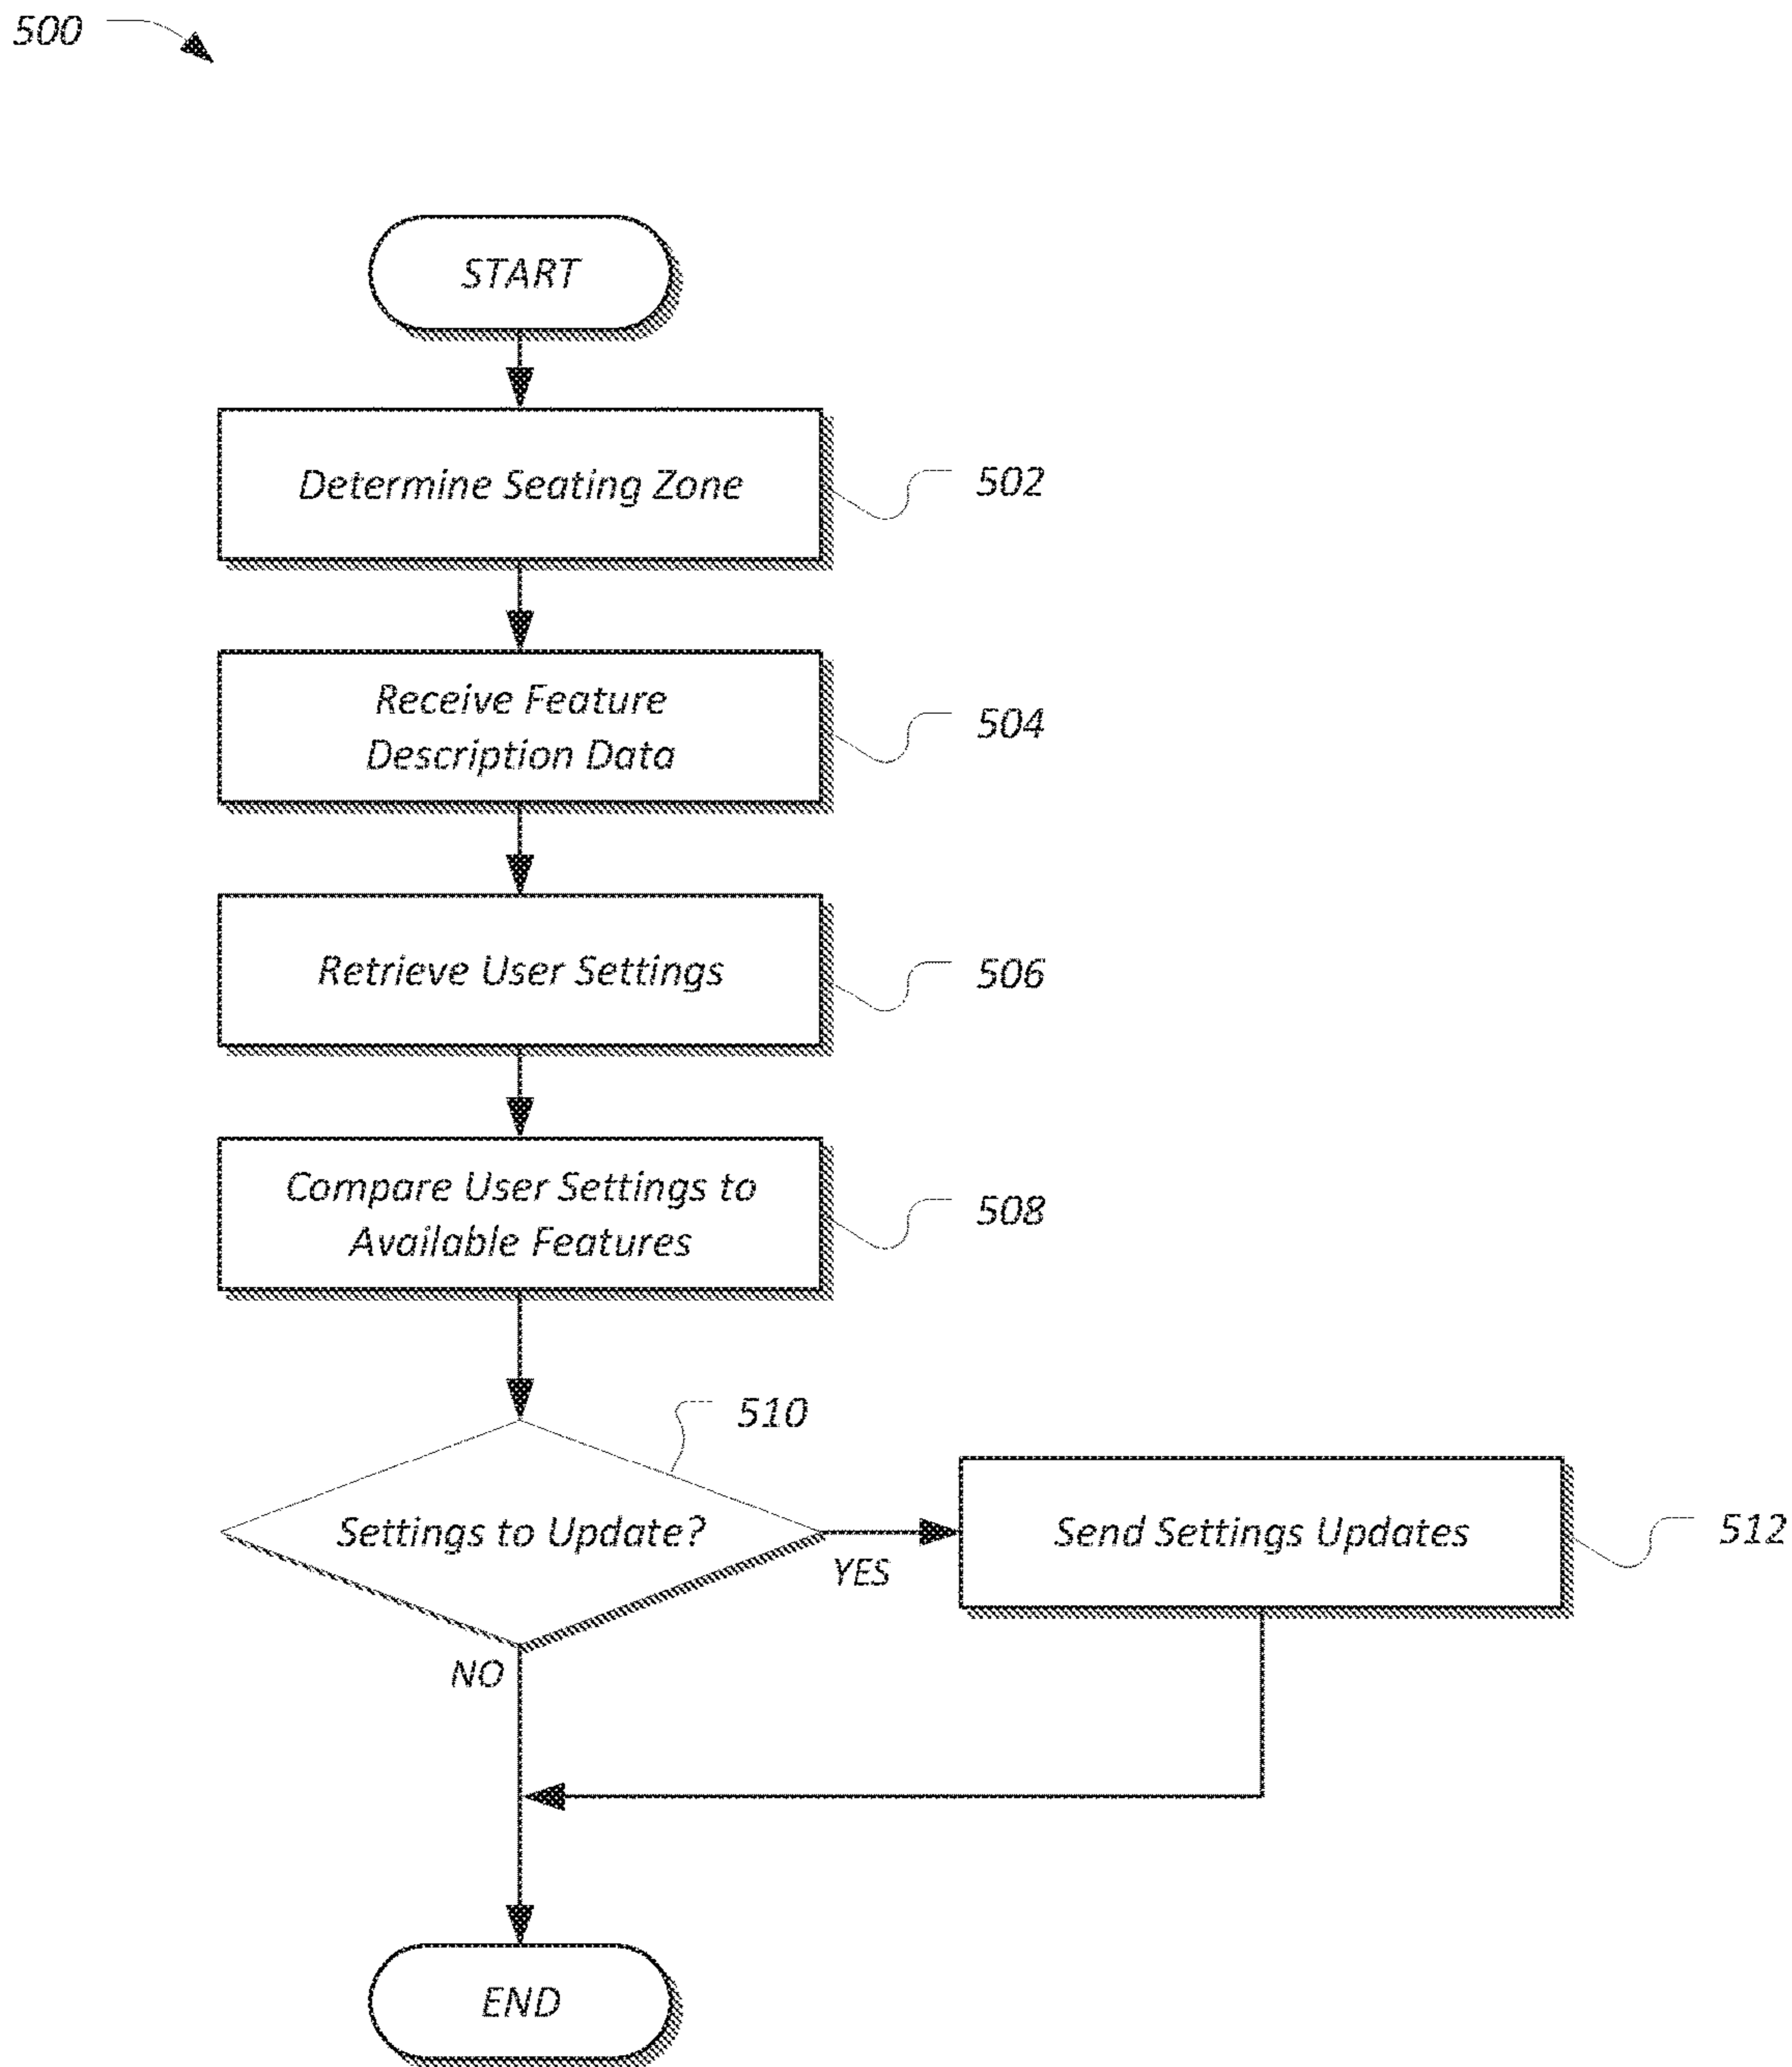 500
START
Determine Seating Zone
502
Receive Feature
Description Data
504
Retrieve User Settings
506
Compare User Settings to
Available Features
508
510
Settings to Update?
YES
Send Settings Updates
512
NO
END